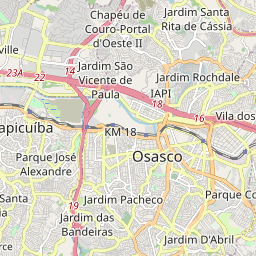 Chapéu de
Couro-Portal
d'Oeste II
Jardim Santa
Rita de Cássia
ville
23A
22
14
Jardim São
Vicente de
Paula
Jardim Rochdale
IAPI
18
16
Vila dos
apicuíba
KM 18
Osasco
Parque José
Alexandre
Parque Co
Jardim Pacheco
19
Jardim das
Bandeiras
Jardim D'Abril